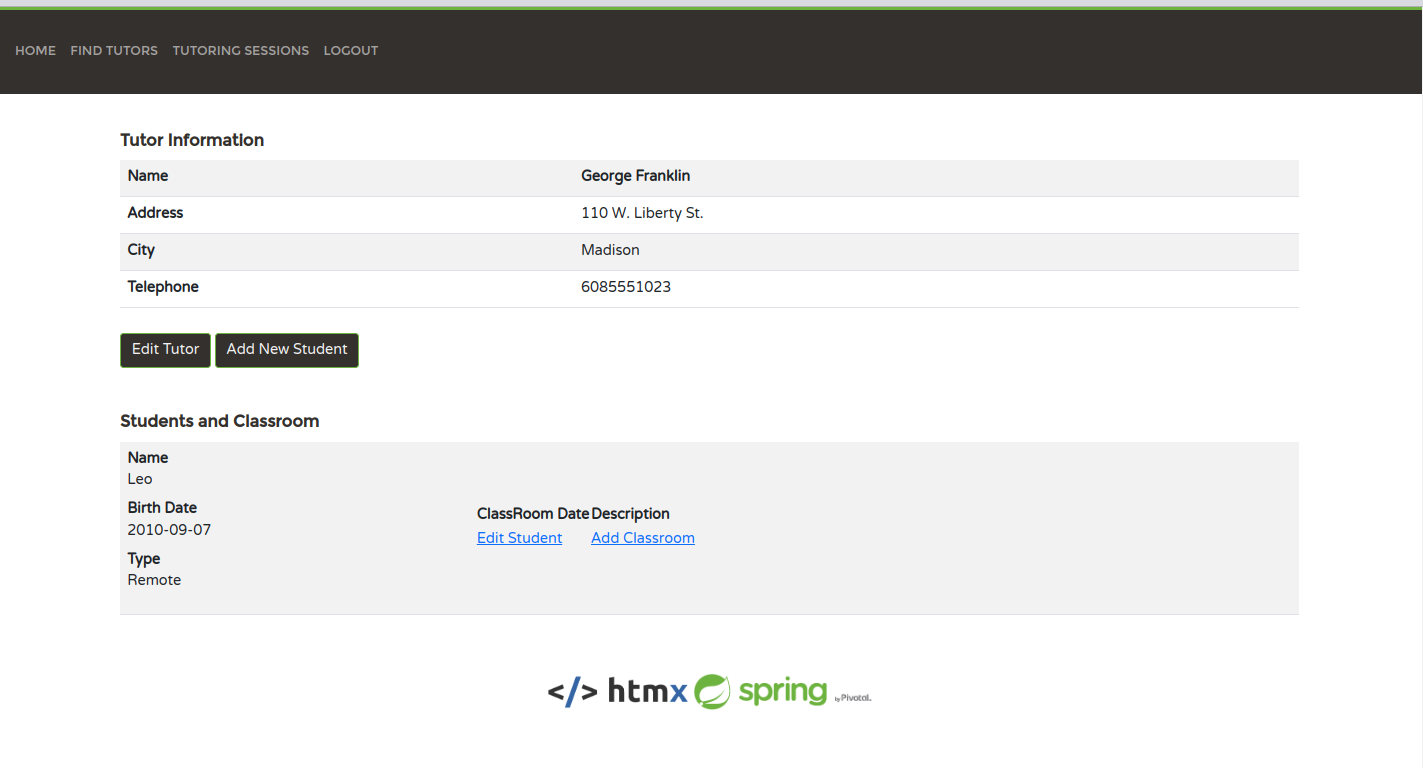 HOME FIND TUTORS TUTORING SESSIONS LOGOUT
Tutor Information
Name George Franklin
Address 110 W. Liberty St.
City Madison
Telephone 6085551023
Edit Tutor Add New Student
Students and Classroom
Name
Leo
Birth Date
2010-09-07
Type
Remote
ClassRoom Date Description
Edit Student Add Classroom
</> htmx spring by Pivotal.